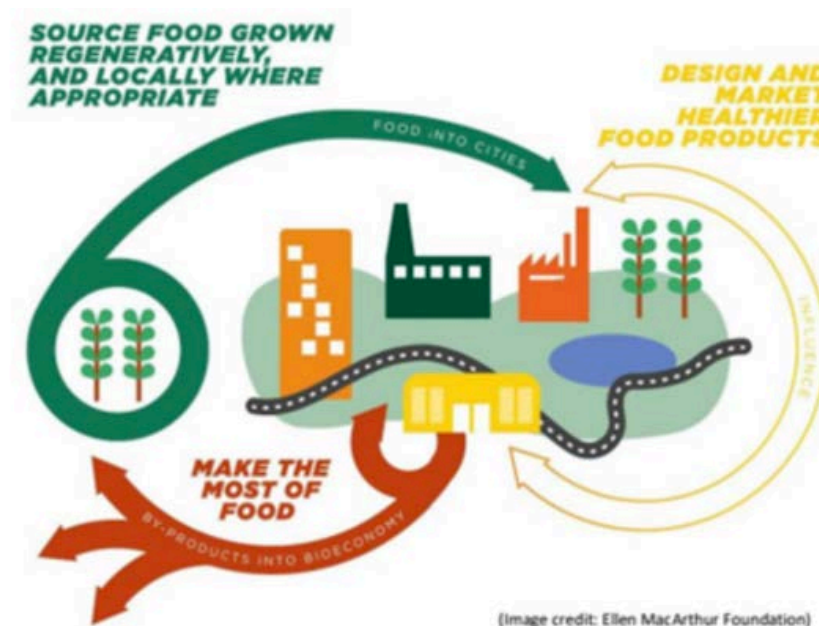 SOURCE FOOD GROWN
REGENERATIVELY,
AND LOCALLY WHERE
APPROPRIATE
DESIGN AND
MARKET
HEALTHIER
FOOD PRODUCTS
FOOD INTO CITIES
INFLUENCE
MAKE THE
MOST OF
FOOD
BY-PRODUCTS INTO BIOECONOMY
(Image credit: Ellen MacArthur Foundation)